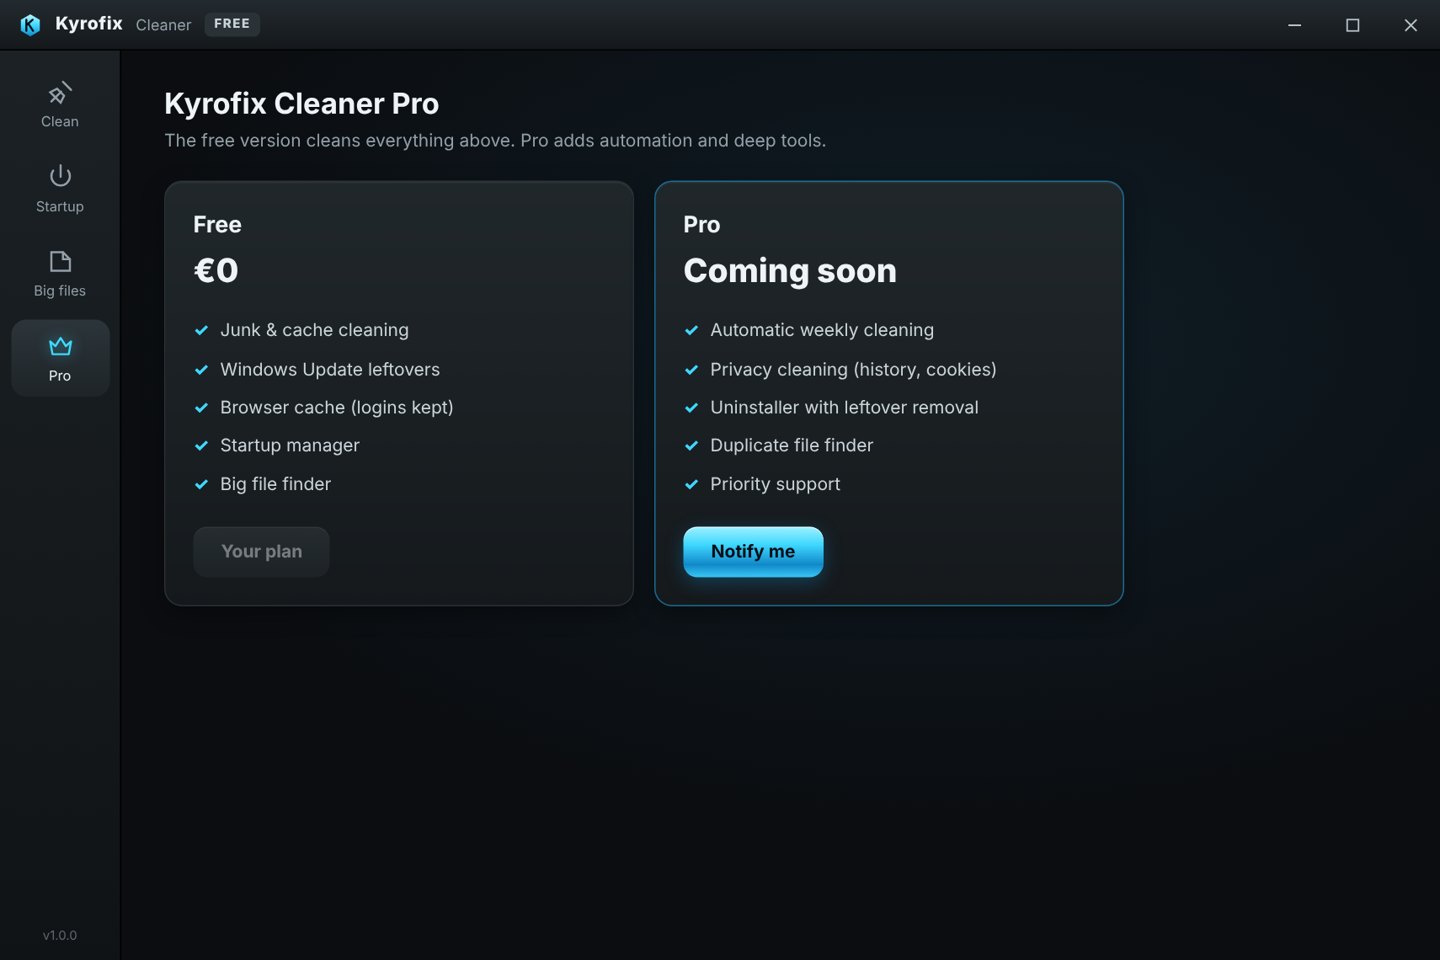 Kyrofix Cleaner FREE
Clean
Startup
Big files
Pro
v1.0.0
Kyrofix Cleaner Pro
The free version cleans everything above. Pro adds automation and deep tools.
Free
€0
Junk & cache cleaning
Windows Update leftovers
Browser cache (logins kept)
Startup manager
Big file finder
Your plan
Pro
Coming soon
Automatic weekly cleaning
Privacy cleaning (history, cookies)
Uninstaller with leftover removal
Duplicate file finder
Priority support
Notify me